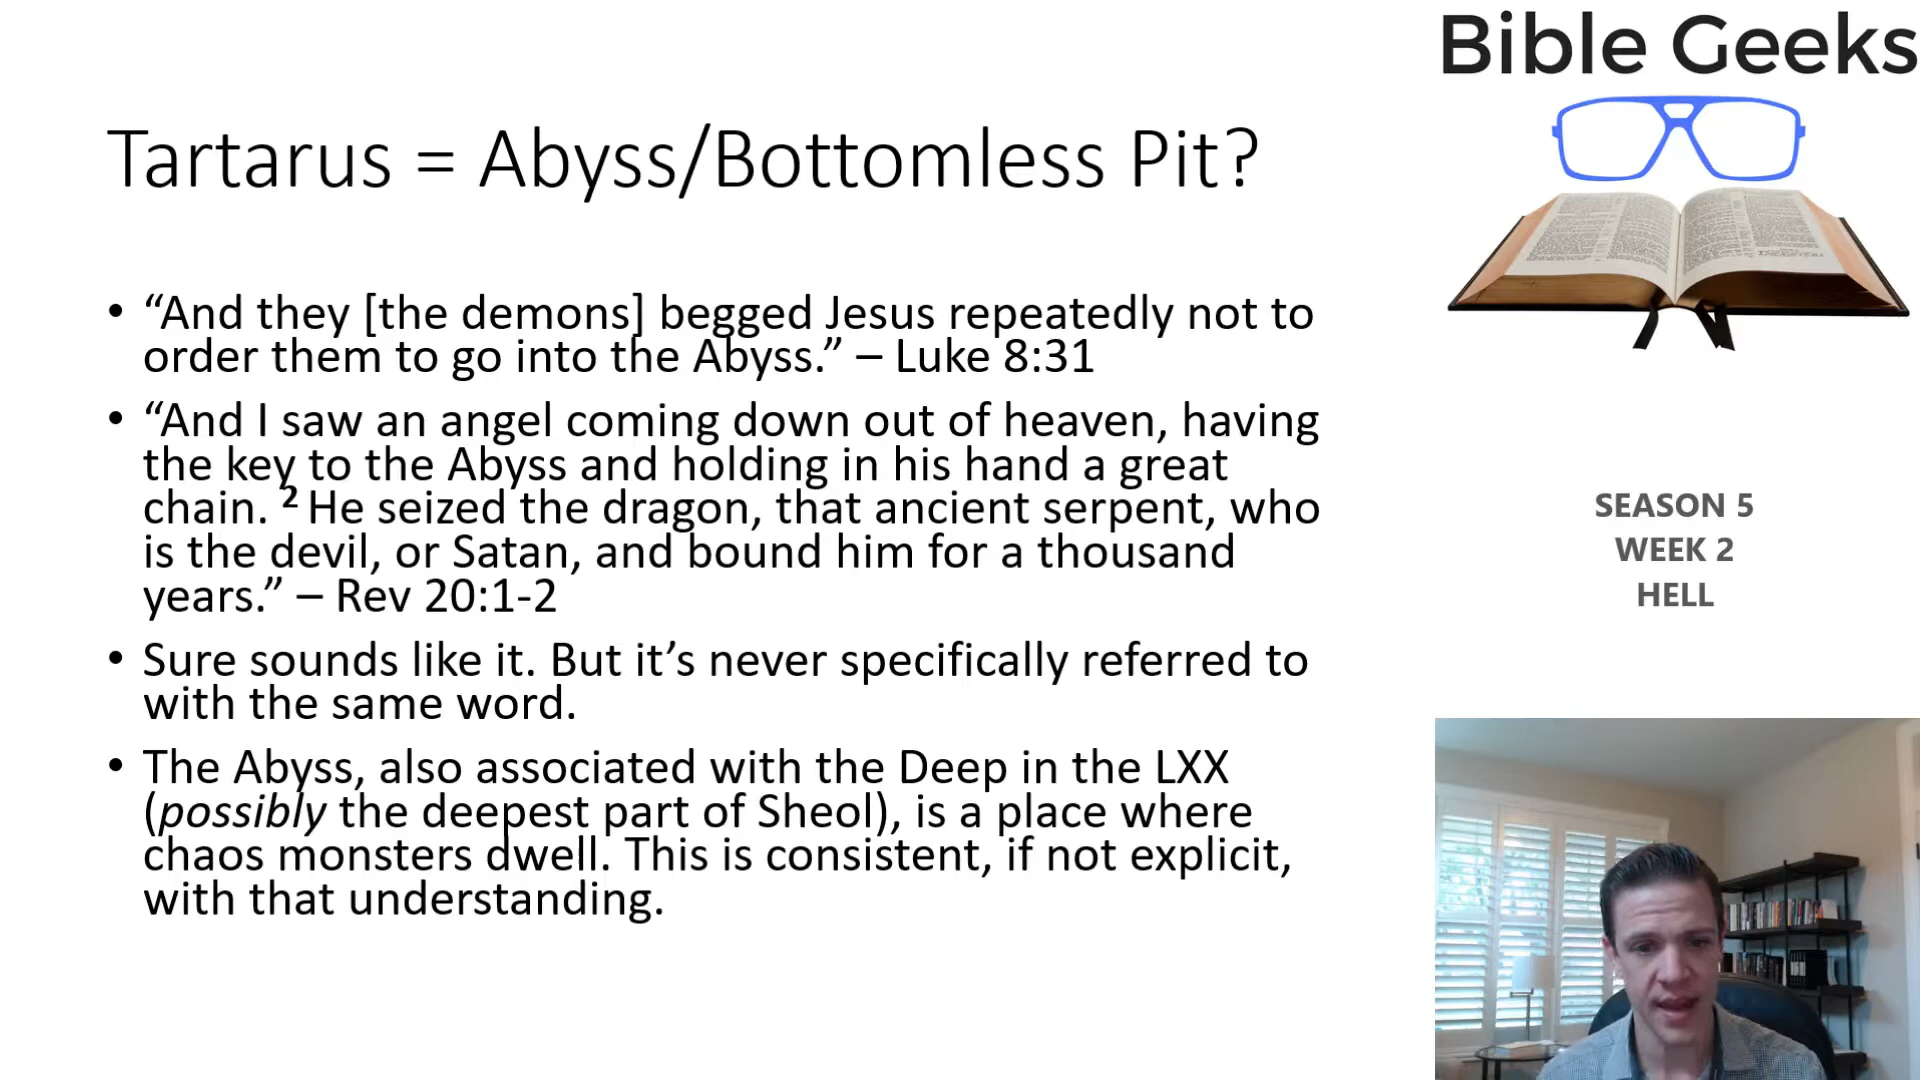 Bible Geeks
Tartarus = Abyss/Bottomless Pit?
• “And they [the demons] begged Jesus repeatedly not to
order them to go into the Abyss.” – Luke 8:31
• “And I saw an angel coming down out of heaven, having
the key to the Abyss and holding in his hand a great
chain. ² He seized the dragon, that ancient serpent, who
is the devil, or Satan, and bound him for a thousand
years.” – Rev 20:1-2
• Sure sounds like it. But it’s never specifically referred to
with the same word.
• The Abyss, also associated with the Deep in the LXX
(possibly the deepest part of Sheol), is a place where
chaos monsters dwell. This is consistent, if not explicit,
with that understanding.
SEASON 5
WEEK 2
HELL